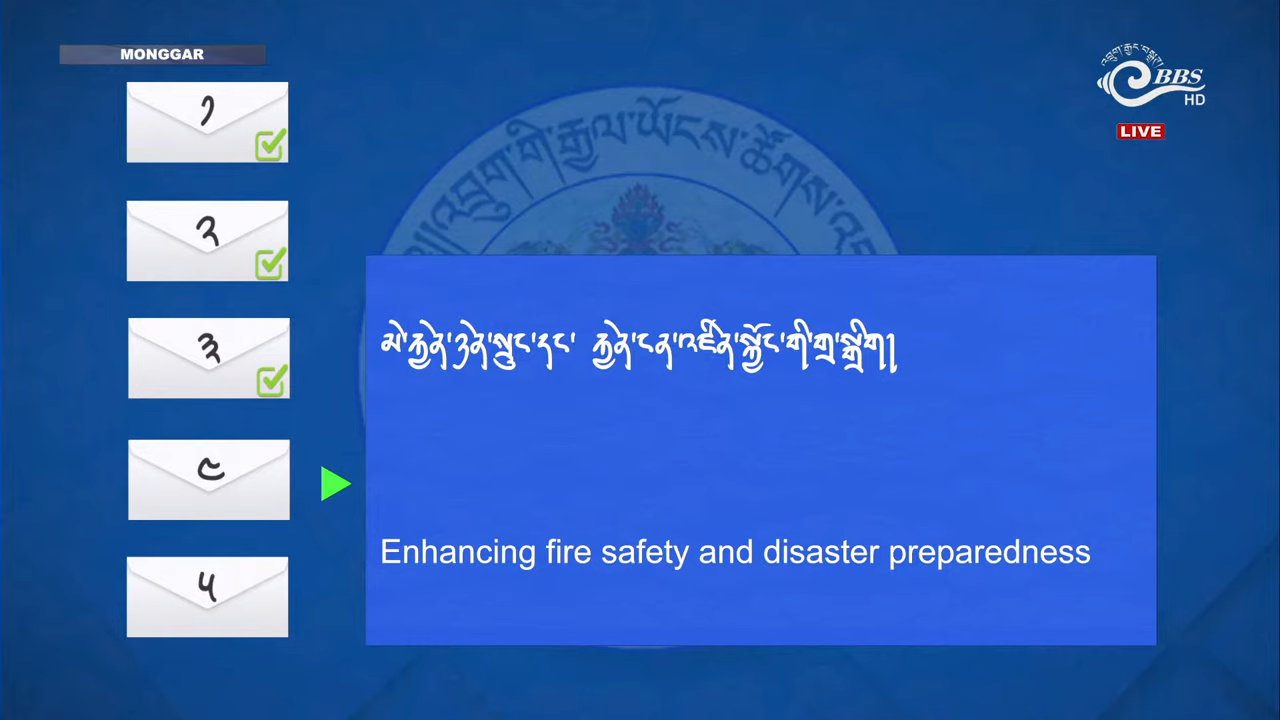 MONGGAR
༡
BBS
HD
LIVE
༢
༣
མེ་རྐྱེན་ཉེན་སྲུང་དང་ རྐྱེན་ངན་འཛིན་སྐྱོང་གི་གྲ་སྒྲིག།
༤
Enhancing fire safety and disaster preparedness
༥